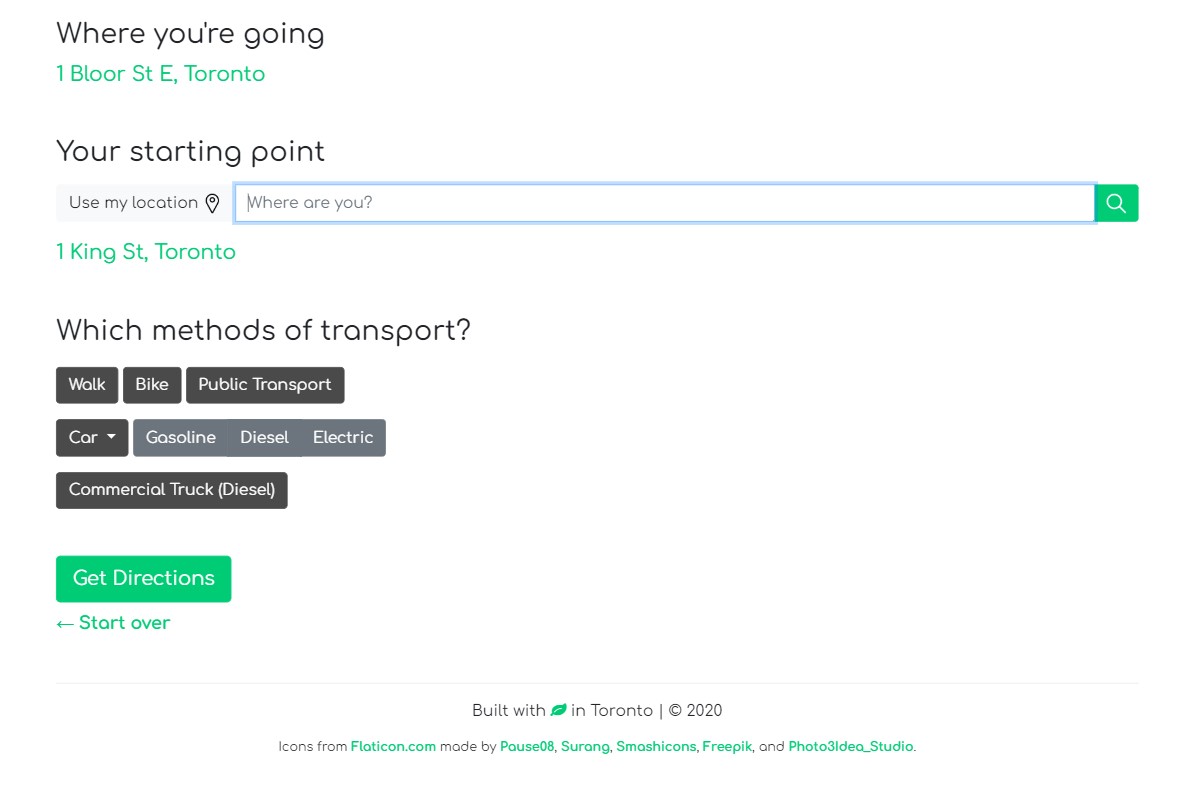 Where you're going
1 Bloor St E, Toronto
Your starting point
Use my location Where are you?
1 King St, Toronto
Which methods of transport?
Walk Bike Public Transport
Car Gasoline Diesel Electric
Commercial Truck (Diesel)
Get Directions
← Start over
Built with in Toronto | © 2020
Icons from Flaticon.com made by Pause08, Surang, Smashicons, Freepik, and Photo3Idea_Studio.